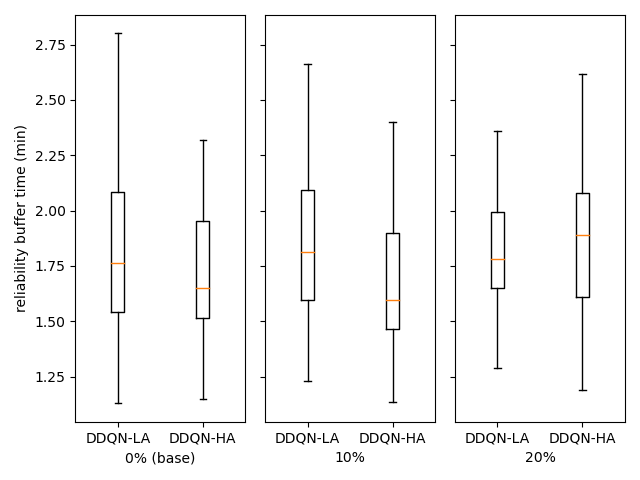 reliability buffer time (min)
2.75
2.50
2.25
2.00
1.75
1.50
1.25
DDQN-LA DDQN-HA
0% (base)
DDQN-LA DDQN-HA
10%
DDQN-LA DDQN-HA
20%